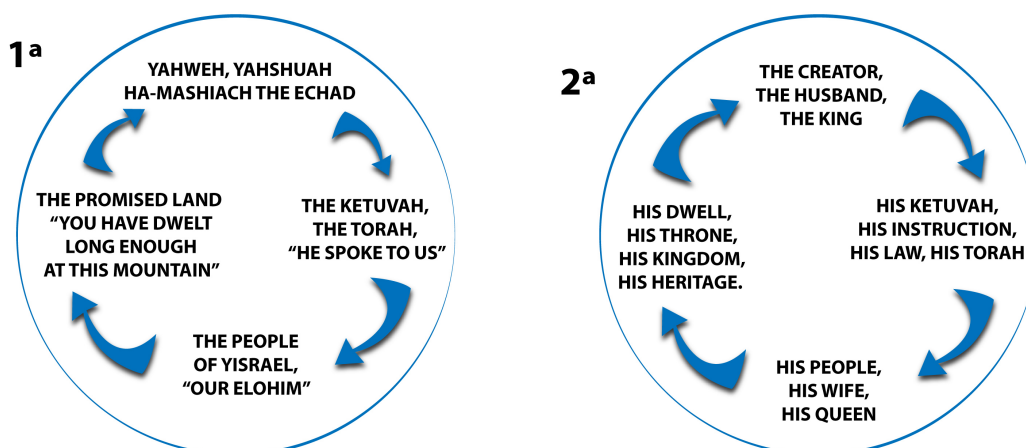 1ª
YAHWEH, YAHSHUAH
HA-MASHIACH THE ECHAD
THE KETUVAH,
THE TORAH,
“HE SPOKE TO US”
THE PEOPLE
OF YISRAEL,
“OUR ELOHIM”
THE PROMISED LAND
“YOU HAVE DWELT
LONG ENOUGH
AT THIS MOUNTAIN”
2ª
THE CREATOR,
THE HUSBAND,
THE KING
HIS KETUVAH,
HIS INSTRUCTION,
HIS LAW, HIS TORAH
HIS PEOPLE,
HIS WIFE,
HIS QUEEN
HIS DWELL,
HIS THRONE,
HIS KINGDOM,
HIS HERITAGE.